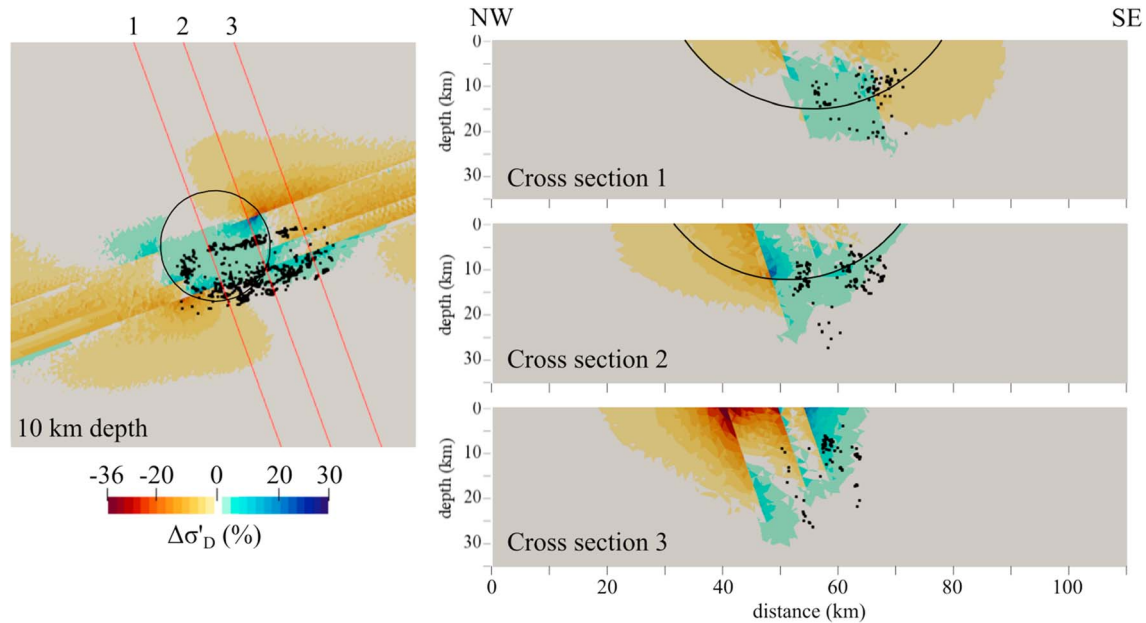 1 2 3
10 km depth
-36 -20 0 20 30
Δσ'D (%)
NW SE
0
10
20
30
depth (km)
Cross section 1
0
10
20
30
depth (km)
Cross section 2
0
10
20
30
depth (km)
Cross section 3
0 20 40 60 80 100
distance (km)